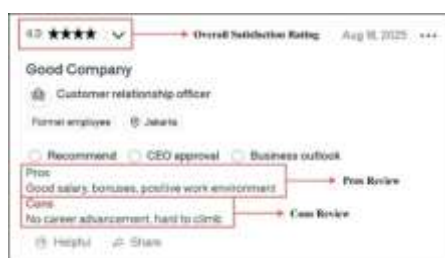 4.0 ★★★★ Overall Satisfaction Rating Aug 18, 2025 •••
Good Company
Customer relationship officer
Former employee Jakarta
Recommend CEO approval Business outlook
Pros
Good salary, bonuses, positive work environment Pros Review
Cons
No career advancement, hard to climb Cons Review
Helpful Share